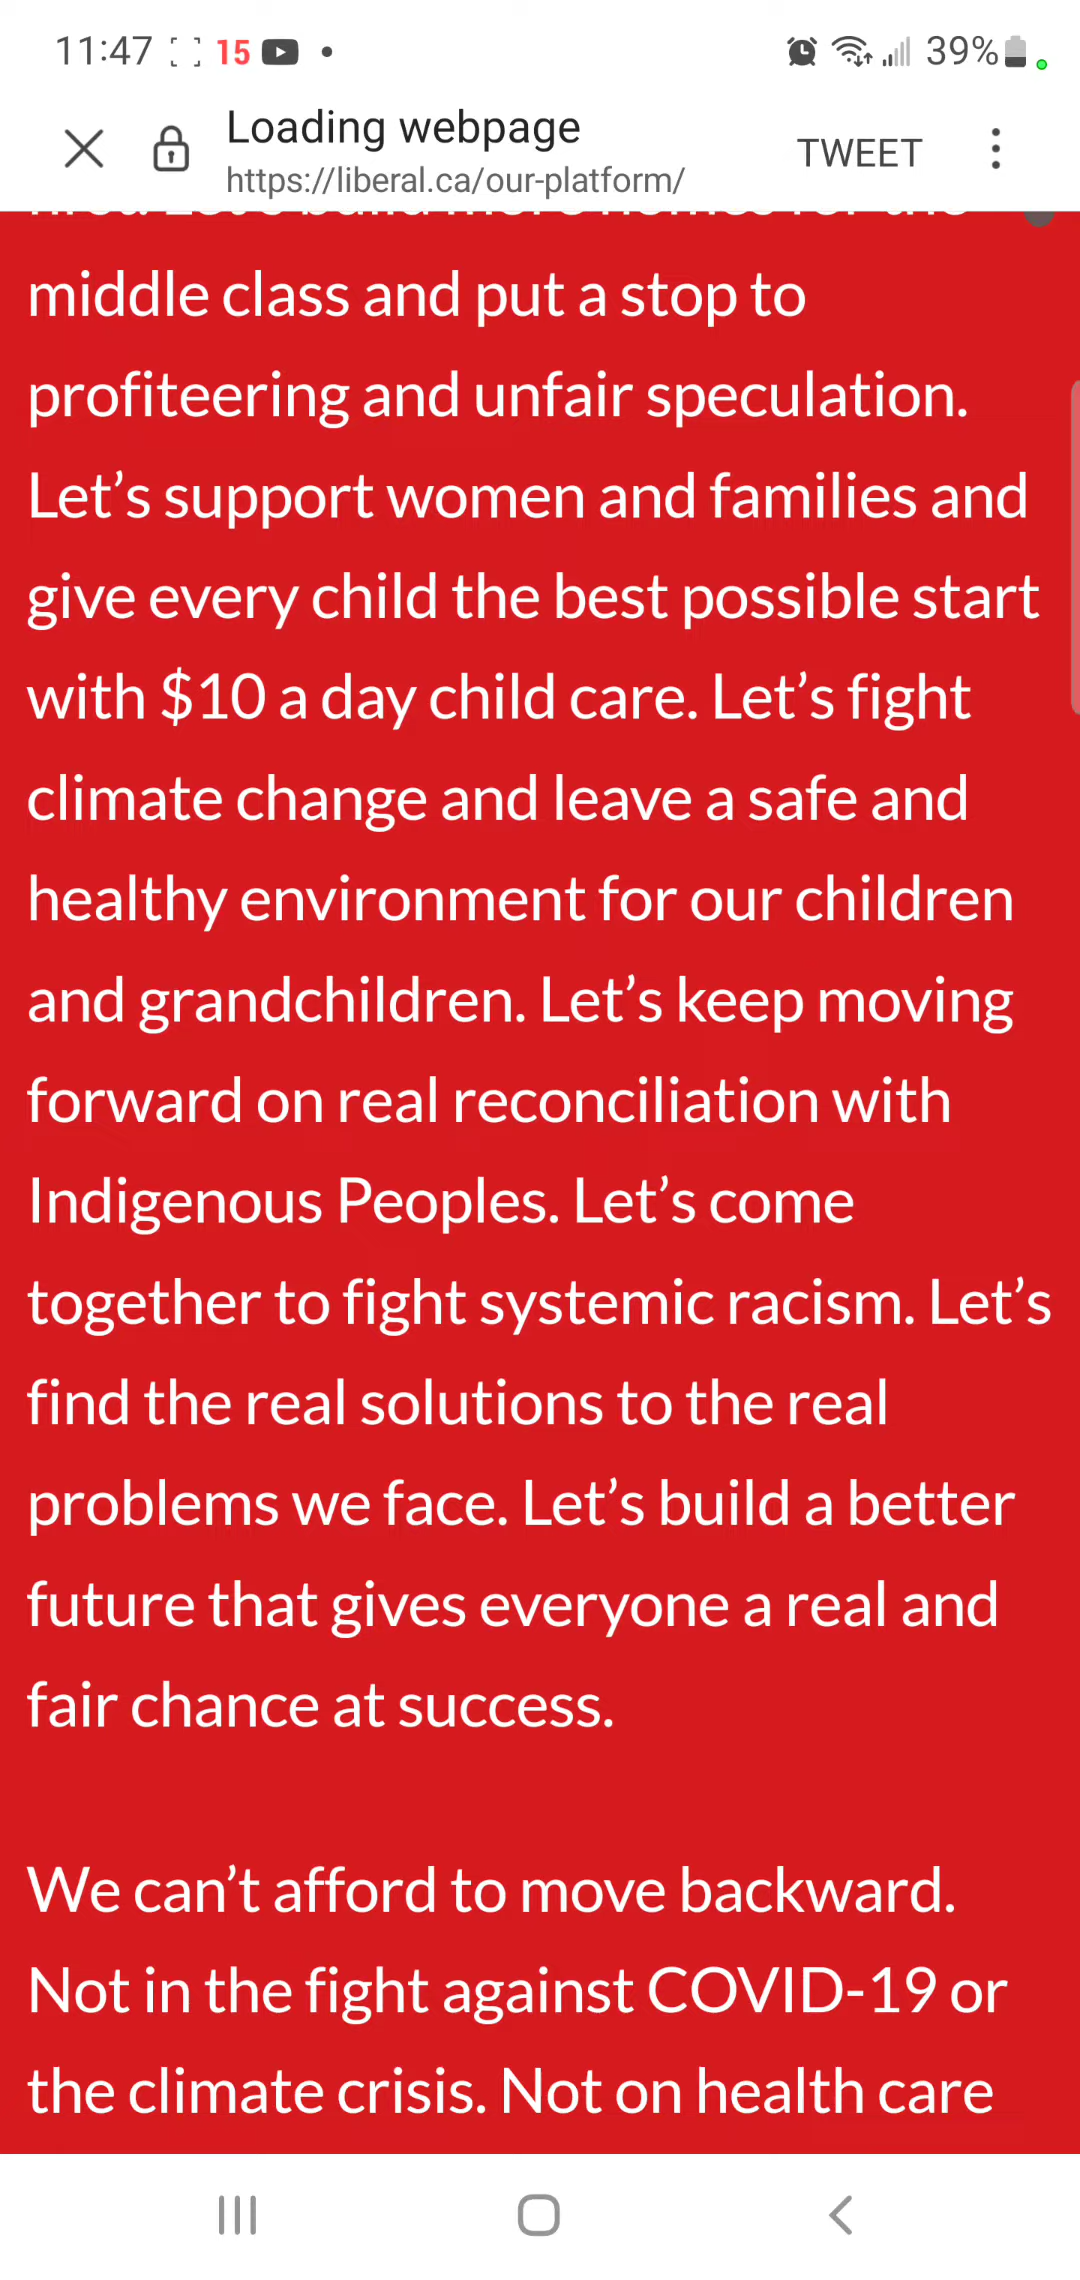 11:47 15 39%
Loading webpage
TWEET
https://liberal.ca/our-platform/
middle class and put a stop to
profiteering and unfair speculation.
Let’s support women and families and
give every child the best possible start
with $10 a day child care. Let’s fight
climate change and leave a safe and
healthy environment for our children
and grandchildren. Let’s keep moving
forward on real reconciliation with
Indigenous Peoples. Let’s come
together to fight systemic racism. Let’s
find the real solutions to the real
problems we face. Let’s build a better
future that gives everyone a real and
fair chance at success.
We can’t afford to move backward.
Not in the fight against COVID-19 or
the climate crisis. Not on health care